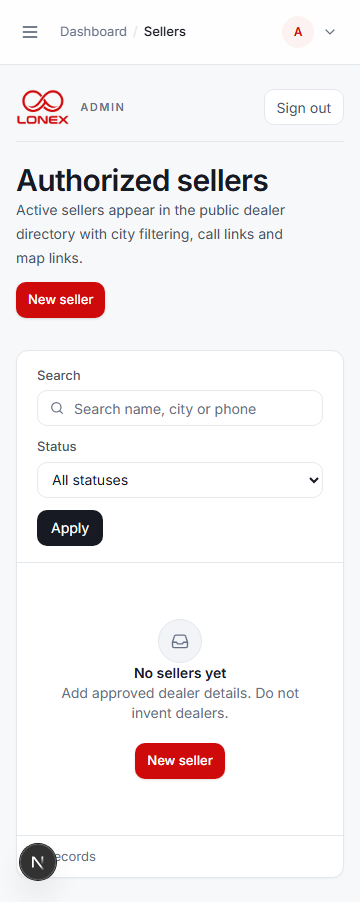 Dashboard / Sellers
A
LONEX
ADMIN
Sign out
Authorized sellers
Active sellers appear in the public dealer
directory with city filtering, call links and
map links.
New seller
Search
Search name, city or phone
Status
All statuses
Apply
No sellers yet
Add approved dealer details. Do not
invent dealers.
New seller
N